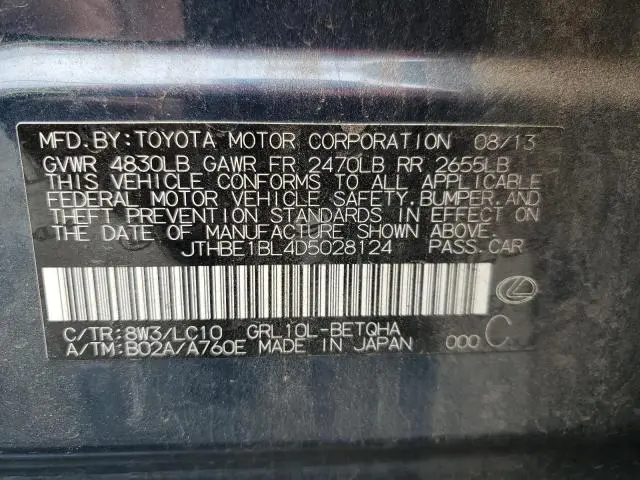 MFD. BY: TOYOTA MOTOR CORPORATION 08/13
GVWR 4830LB GAWR FR 2470LB RR 2655LB
THIS VEHICLE CONFORMS TO ALL APPLICABLE
FEDERAL MOTOR VEHICLE SAFETY, BUMPER, AND
THEFT PREVENTION STANDARDS IN EFFECT ON
THE DATE OF MANUFACTURE SHOWN ABOVE.
JTHBE1BL4D5028124 PASS. CAR
C/TR: 8W3/LC10 GRL10L-BETQHA
A/TM: B02A/A760E MADE IN JAPAN 000 C